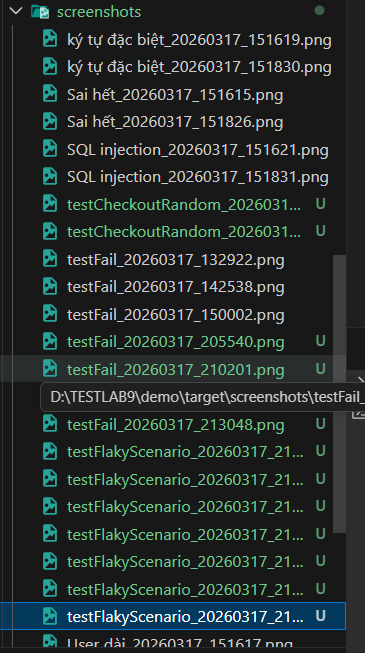 screenshots
ký tự đặc biệt_20260317_151619.png
ký tự đặc biệt_20260317_151830.png
Sai hết_20260317_151615.png
Sai hết_20260317_151826.png
SQL injection_20260317_151621.png
SQL injection_20260317_151831.png
testCheckoutRandom_2026031... U
testCheckoutRandom_2026031... U
testFail_20260317_132922.png
testFail_20260317_142538.png
testFail_20260317_150002.png
testFail_20260317_205540.png U
testFail_20260317_210201.png U
D:\TESTLAB9\demo\target\screenshots\testFail_
testFail_20260317_213048.png U
testFlakyScenario_20260317_21... U
testFlakyScenario_20260317_21... U
testFlakyScenario_20260317_21... U
testFlakyScenario_20260317_21... U
testFlakyScenario_20260317_21... U
testFlakyScenario_20260317_21... U
testFlakyScenario_20260317_21... U
User dài_20260317_151617.png